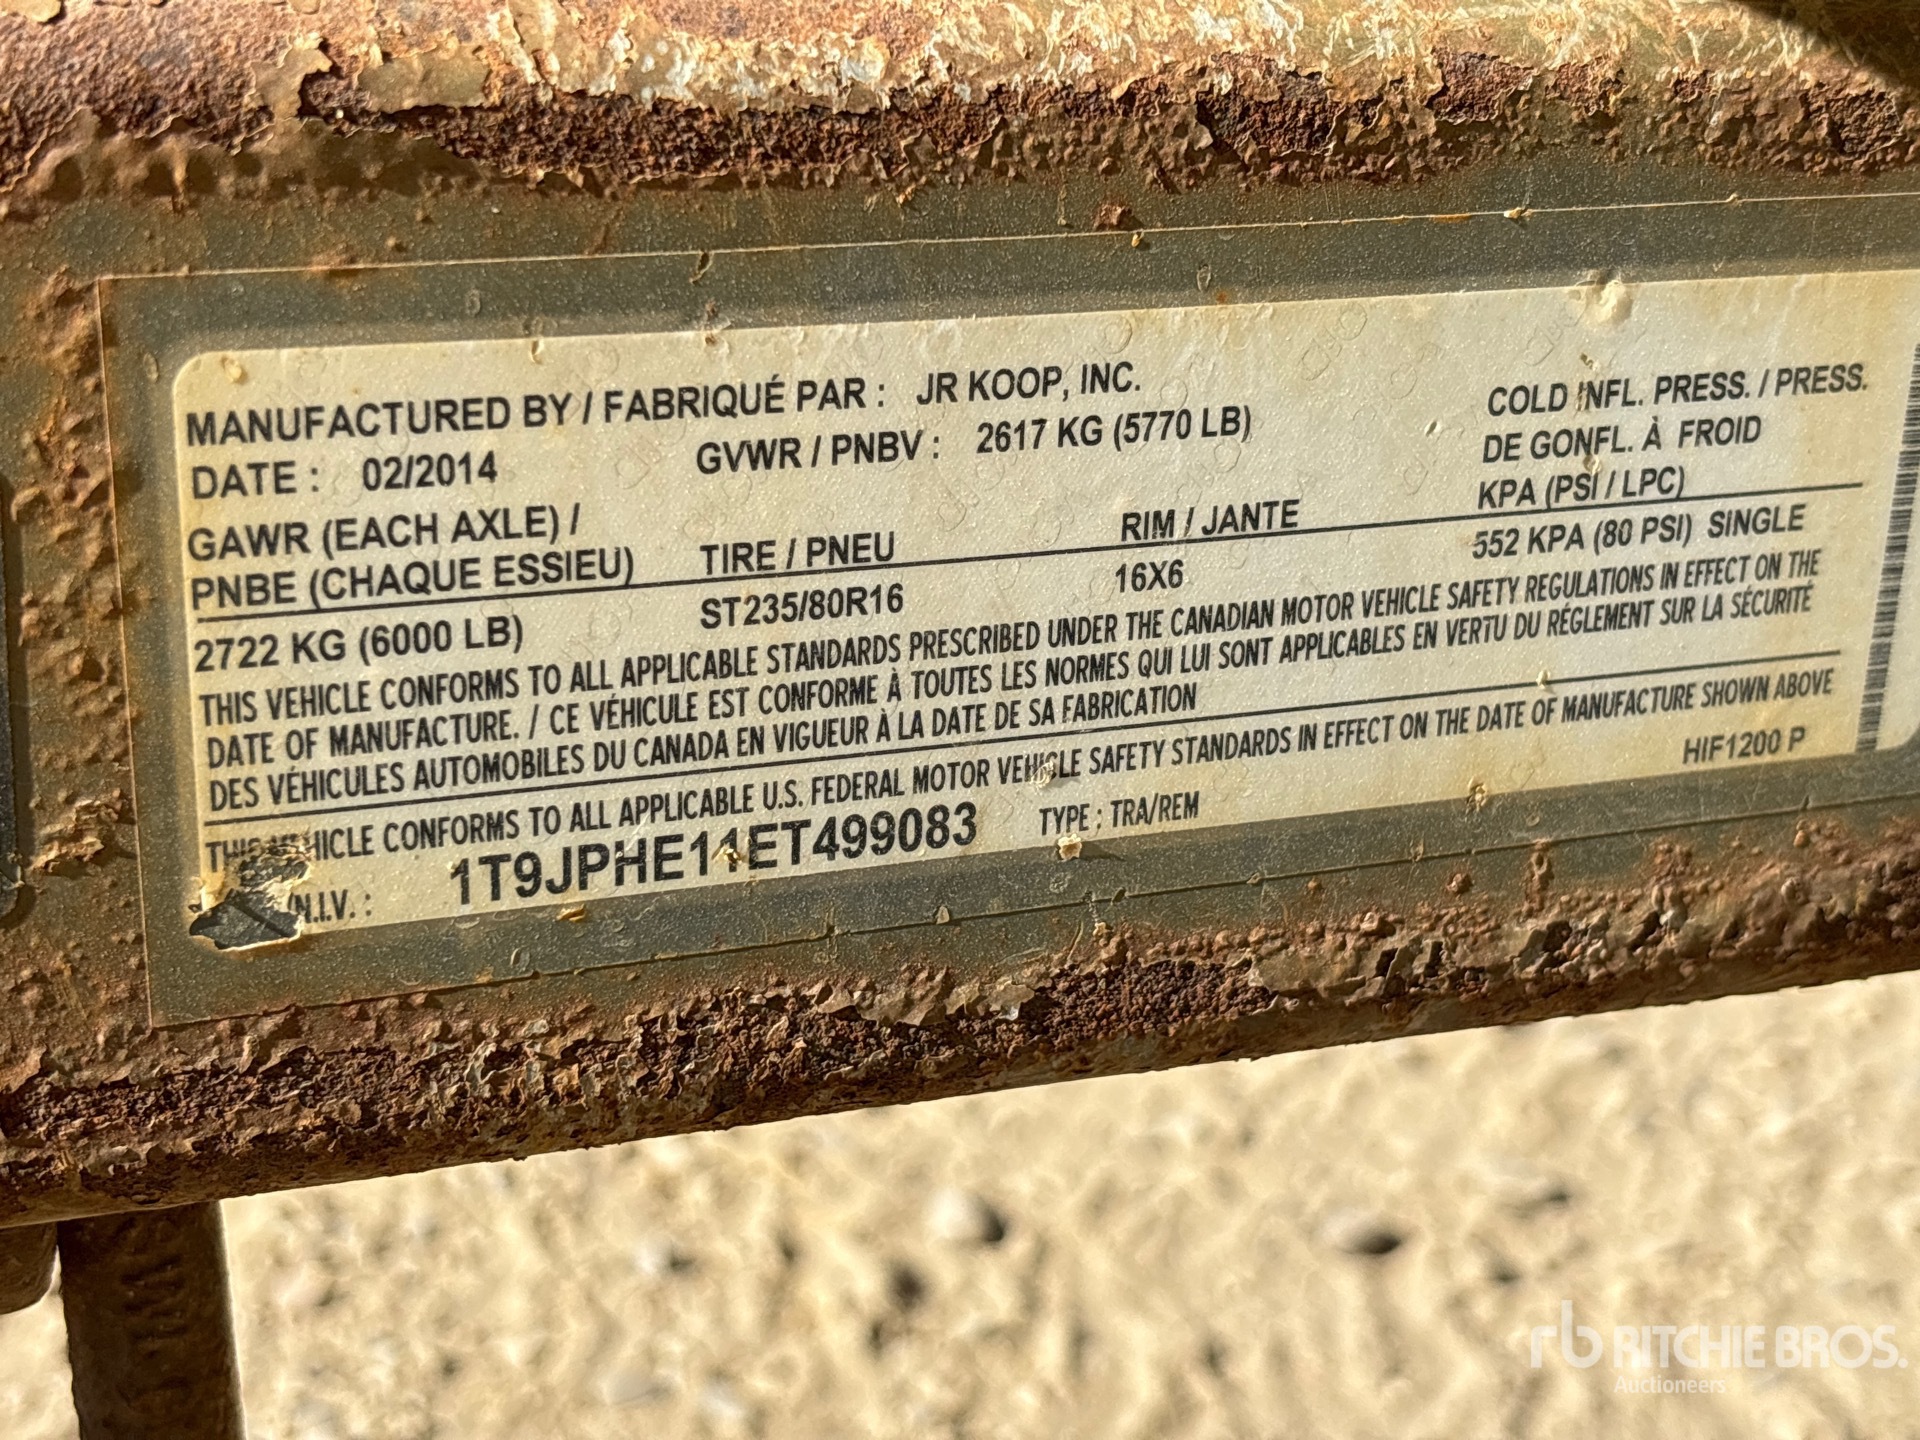 MANUFACTURED BY / FABRIQUÉ PAR : JR KOOP, INC.
DATE : 02/2014 GVWR / PNBV : 2617 KG (5770 LB)
COLD INFL. PRESS. / PRESS.
DE GONFL. À FROID
KPA (PSI / LPC)
GAWR (EACH AXLE) /
PNBE (CHAQUE ESSIEU) TIRE / PNEU RIM / JANTE
2722 KG (6000 LB) ST235/80R16 16X6 552 KPA (80 PSI) SINGLE
THIS VEHICLE CONFORMS TO ALL APPLICABLE STANDARDS PRESCRIBED UNDER THE CANADIAN MOTOR VEHICLE SAFETY REGULATIONS IN EFFECT ON THE
DATE OF MANUFACTURE. / CE VÉHICULE EST CONFORME À TOUTES LES NORMES QUI LUI SONT APPLICABLES EN VERTU DU RÉGLEMENT SUR LA SÉCURITÉ
DES VÉHICULES AUTOMOBILES DU CANADA EN VIGUEUR À LA DATE DE SA FABRICATION
THIS VEHICLE CONFORMS TO ALL APPLICABLE U.S. FEDERAL MOTOR VEHICLE SAFETY STANDARDS IN EFFECT ON THE DATE OF MANUFACTURE SHOWN ABOVE
/N.I.V. : 1T9JPHE11ET499083 TYPE : TRA/REM HIF1200 P
rb RITCHIE BROS.
Auctioneers